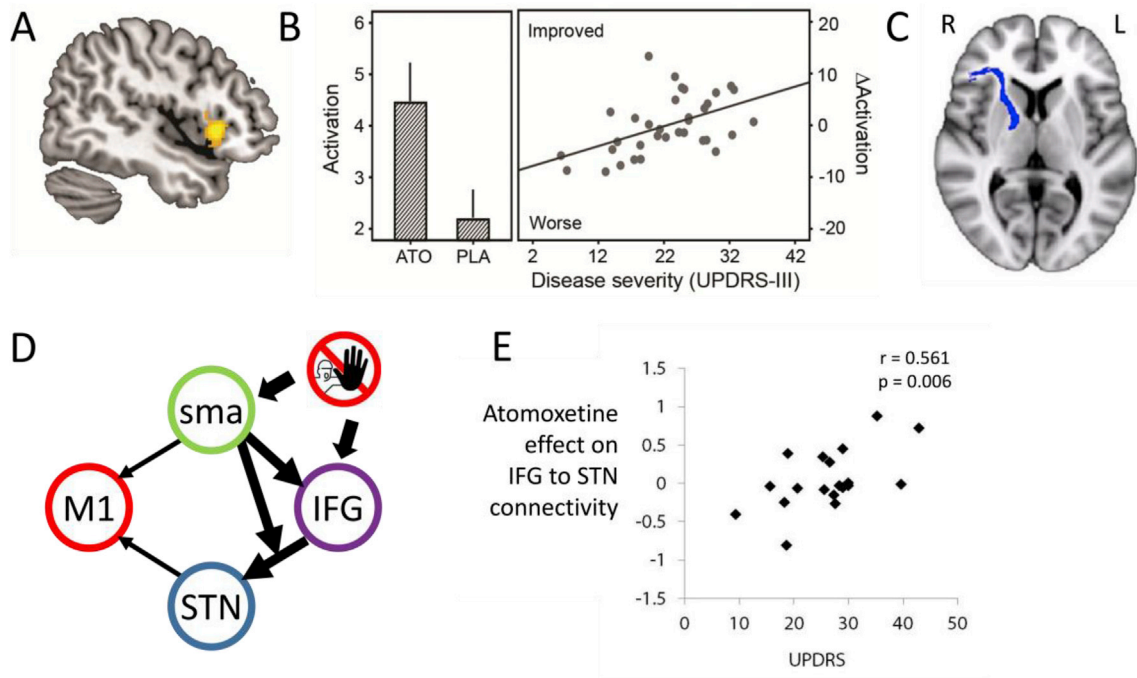 A
B
C
Activation
6
5
4
3
2
ATO
PLA
Improved
Worse
20
10
0
-10
-20
ΔActivation
2
12
22
32
42
Disease severity (UPDRS-III)
R
L
D
sma
M1
IFG
STN
E
Atomoxetine
effect on
IFG to STN
connectivity
r = 0.561
p = 0.006
1.5
1
0.5
0
-0.5
-1
-1.5
0
10
20
30
40
50
UPDRS